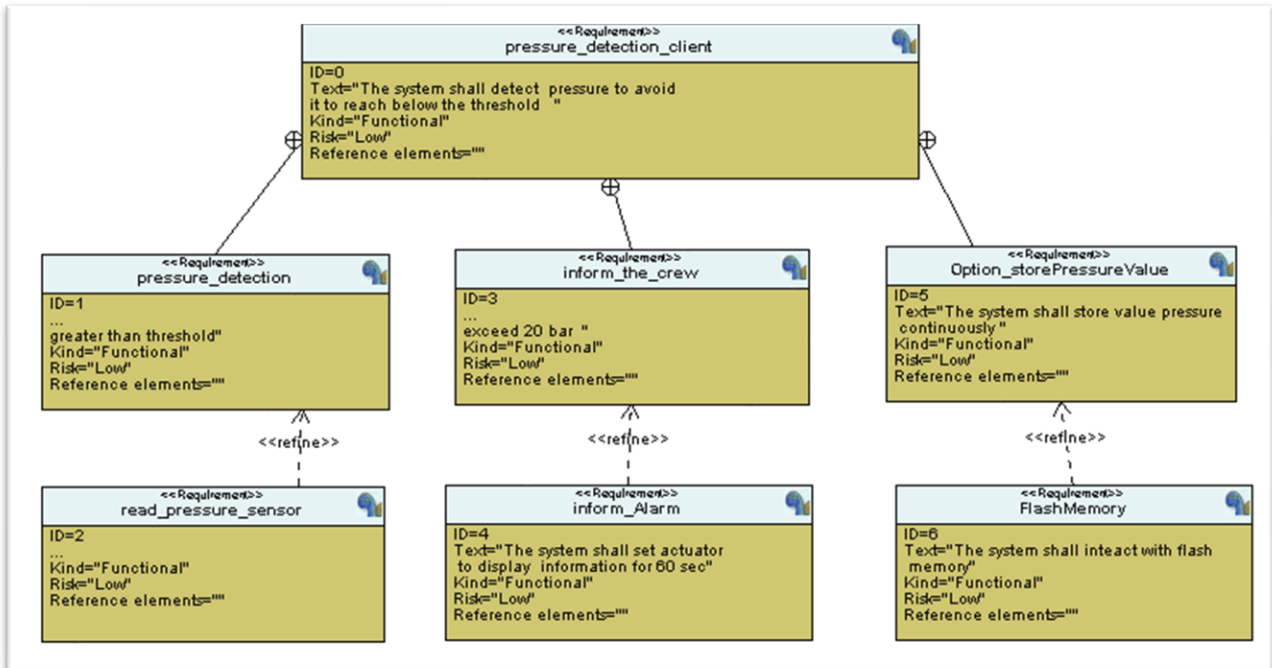 <<Requirement>>
pressure_detection_client
ID=0
Text="The system shall detect pressure to avoid
it to reach below the threshold "
Kind="Functional"
Risk="Low"
Reference elements=""
<<Requirement>>
pressure_detection
ID=1
...
greater than threshold"
Kind="Functional"
Risk="Low"
Reference elements=""
<<Requirement>>
inform_the_crew
ID=3
...
exceed 20 bar "
Kind="Functional"
Risk="Low"
Reference elements=""
<<Requirement>>
Option_storePressureValue
ID=5
Text="The system shall store value pressure
continuously "
Kind="Functional"
Risk="Low"
Reference elements=""
<<refine>>
<<refine>>
<<refine>>
<<Requirement>>
read_pressure_sensor
ID=2
...
Kind="Functional"
Risk="Low"
Reference elements=""
<<Requirement>>
inform_Alarm
ID=4
Text="The system shall set actuator
to display information for 60 sec"
Kind="Functional"
Risk="Low"
Reference elements=""
<<Requirement>>
FlashMemory
ID=6
Text="The system shall inteact with flash
memory"
Kind="Functional"
Risk="Low"
Reference elements=""